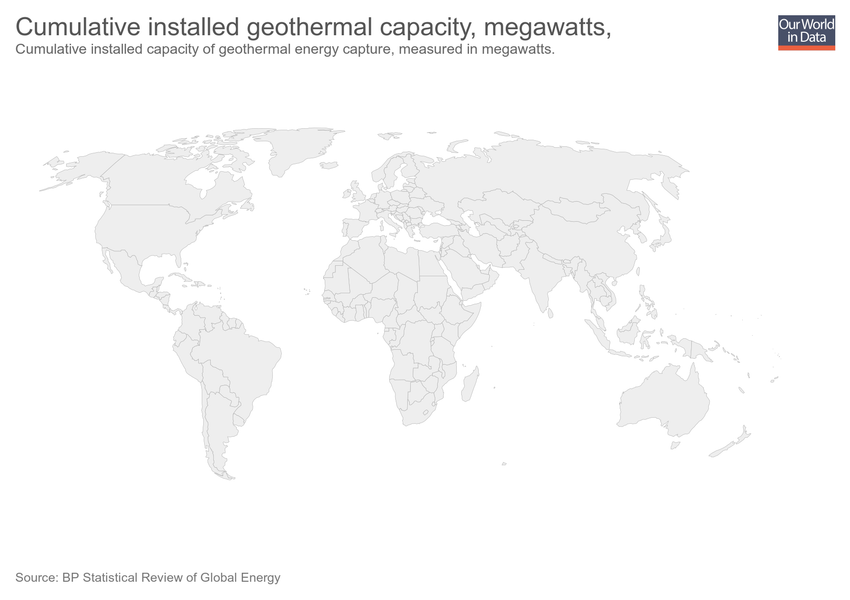 Cumulative installed geothermal capacity, megawatts,
Cumulative installed capacity of geothermal energy capture, measured in megawatts.
Our World
in Data
Source: BP Statistical Review of Global Energy